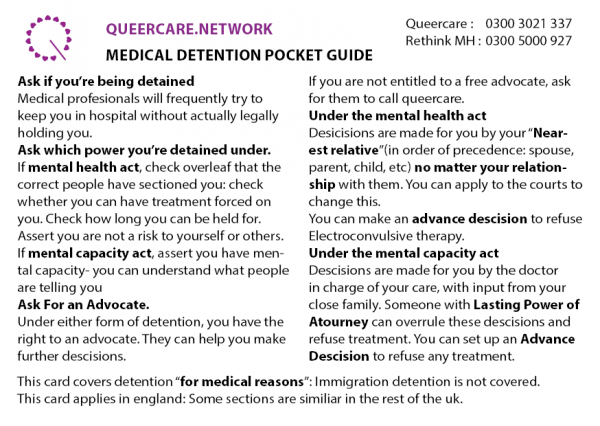 QUEERCARE.NETWORK
MEDICAL DETENTION POCKET GUIDE
Queercare : 0300 3021 337
Rethink MH : 0300 5000 927
Ask if you’re being detained
Medical profesionals will frequently try to
keep you in hospital without actually legally
holding you.
Ask which power you’re detained under.
If mental health act, check overleaf that the
correct people have sectioned you: check
whether you can have treatment forced on
you. Check how long you can be held for.
Assert you are not a risk to yourself or others.
If mental capacity act, assert you have men-
tal capacity- you can understand what people
are telling you
Ask For an Advocate.
Under either form of detention, you have the
right to an advocate. They can help you make
further descisions.
If you are not entitled to a free advocate, ask
for them to call queercare.
Under the mental health act
Desicisions are made for you by your “Near-
est relative”(in order of precedence: spouse,
parent, child, etc) no matter your relation-
ship with them. You can apply to the courts to
change this.
You can make an advance descision to refuse
Electroconvulsive therapy.
Under the mental capacity act
Descisions are made for you by the doctor
in charge of your care, with input from your
close family. Someone with Lasting Power of
Atourney can overrule these descisions and
refuse treatment. You can set up an Advance
Descision to refuse any treatment.
This card covers detention “for medical reasons”: Immigration detention is not covered.
This card applies in england: Some sections are similiar in the rest of the uk.